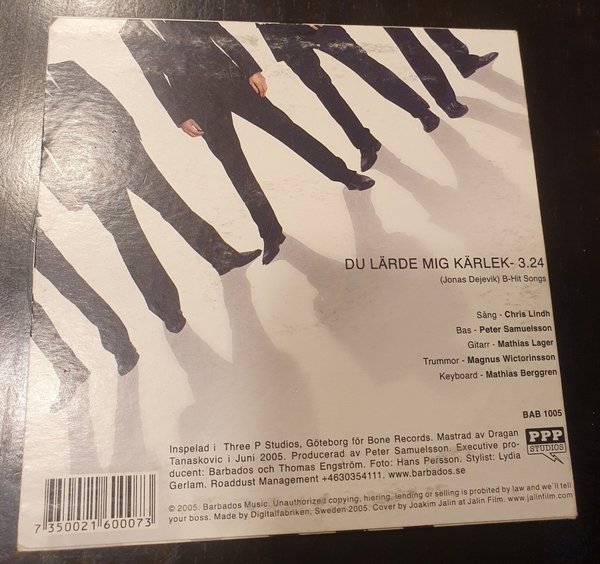 DU LÄRDE MIG KÄRLEK- 3.24
(Jonas Dejevik) B-Hit Songs
Sång - Chris Lindh
Bas - Peter Samuelsson
Gitarr - Mathias Lager
Trummor - Magnus Wictorinsson
Keyboard - Mathias Berggren
BAB 1005
PPP
STUDIOS
Inspelad i Three P Studios, Göteborg för Bone Records. Mastrad av Dragan
Tanaskovic i Juni 2005. Producerad av Peter Samuelsson. Executive pro-
ducent: Barbados och Thomas Engström. Foto: Hans Persson. Stylist: Lydia
Gerlam. Roaddust Management +4630354111. www.barbados.se
© 2005. Barbados Music. Unauthorized copying, hiering, lending or selling is probited by law and we´ll tell
your boss. Made by Digitalfabriken, Sweden 2005. Cover by Joakim Jalin at Jalin Film. www.jalinfilm.com
7 350021 600073